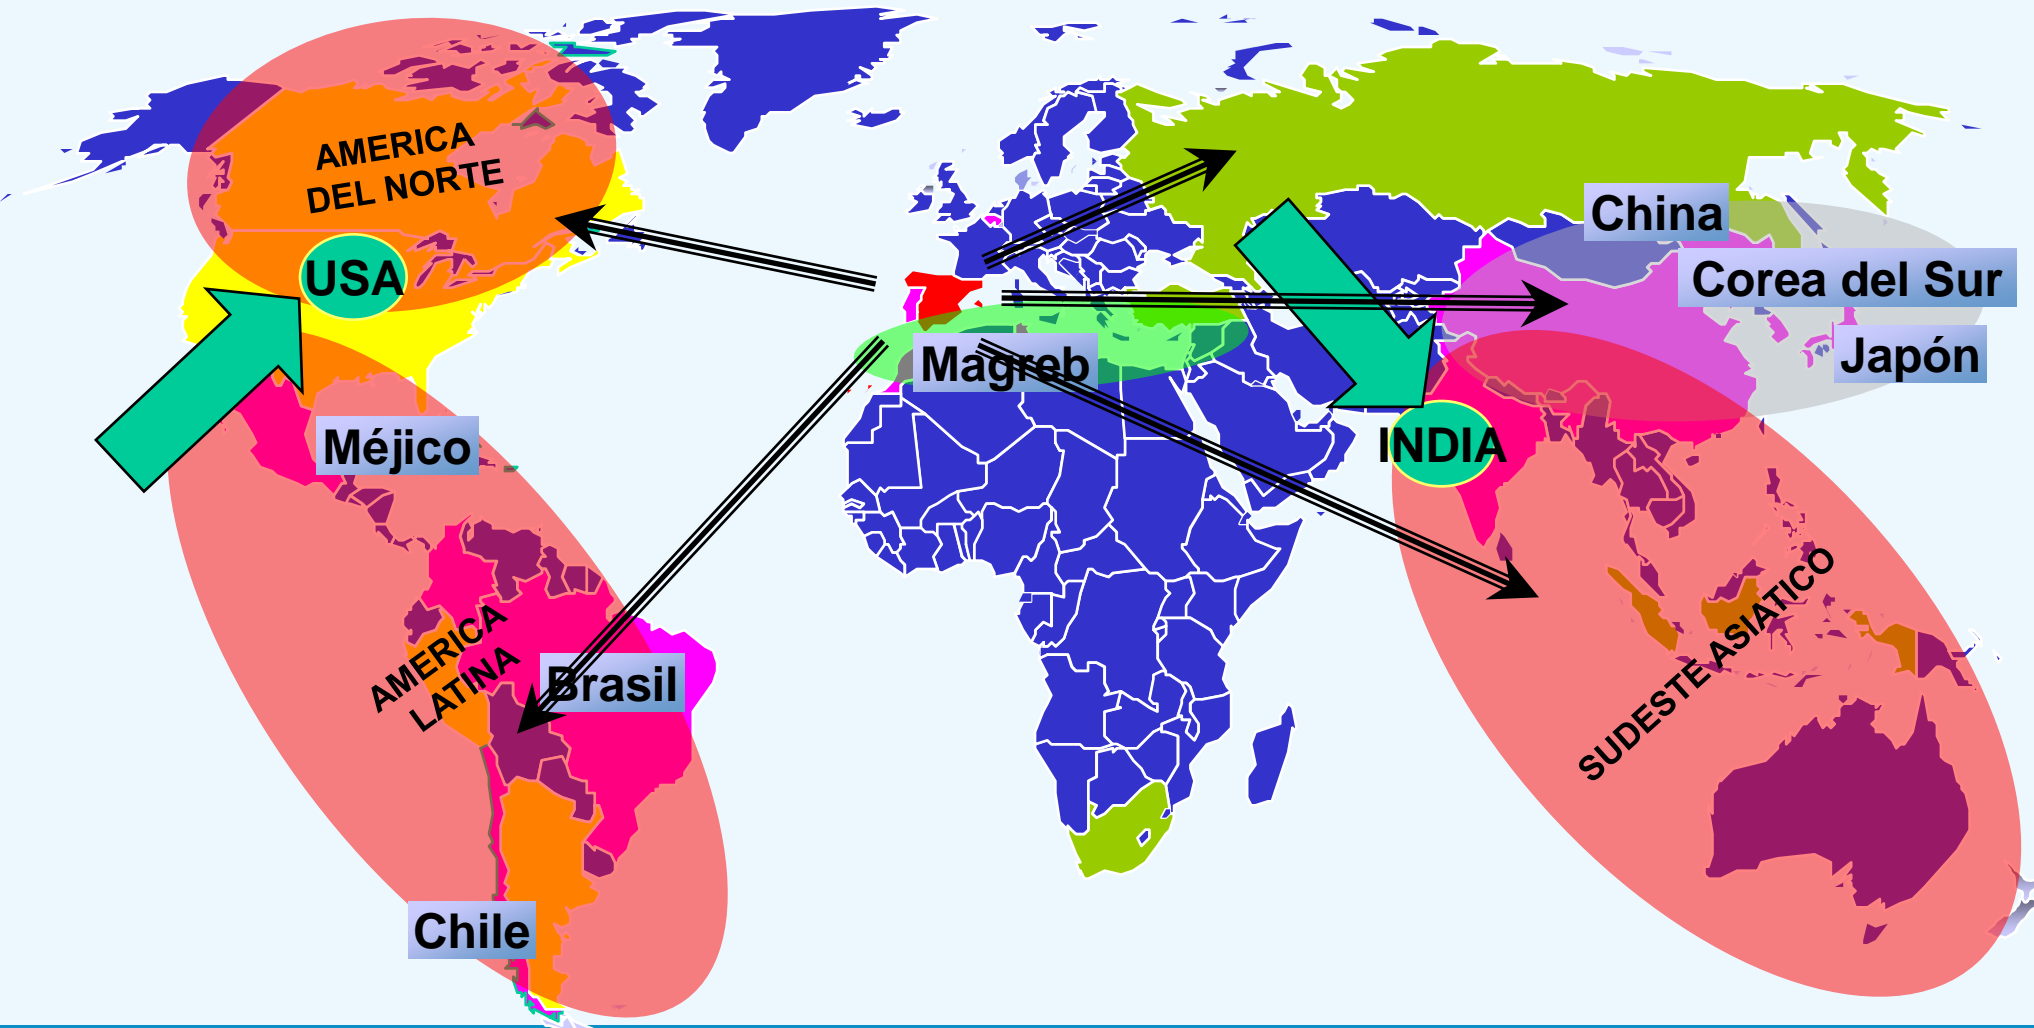 AMERICA
DEL NORTE
USA
China
Corea del Sur
Japón
Magreb
Méjico
INDIA
AMERICA
LATINA
Brasil
SUDESTE ASIATICO
Chile